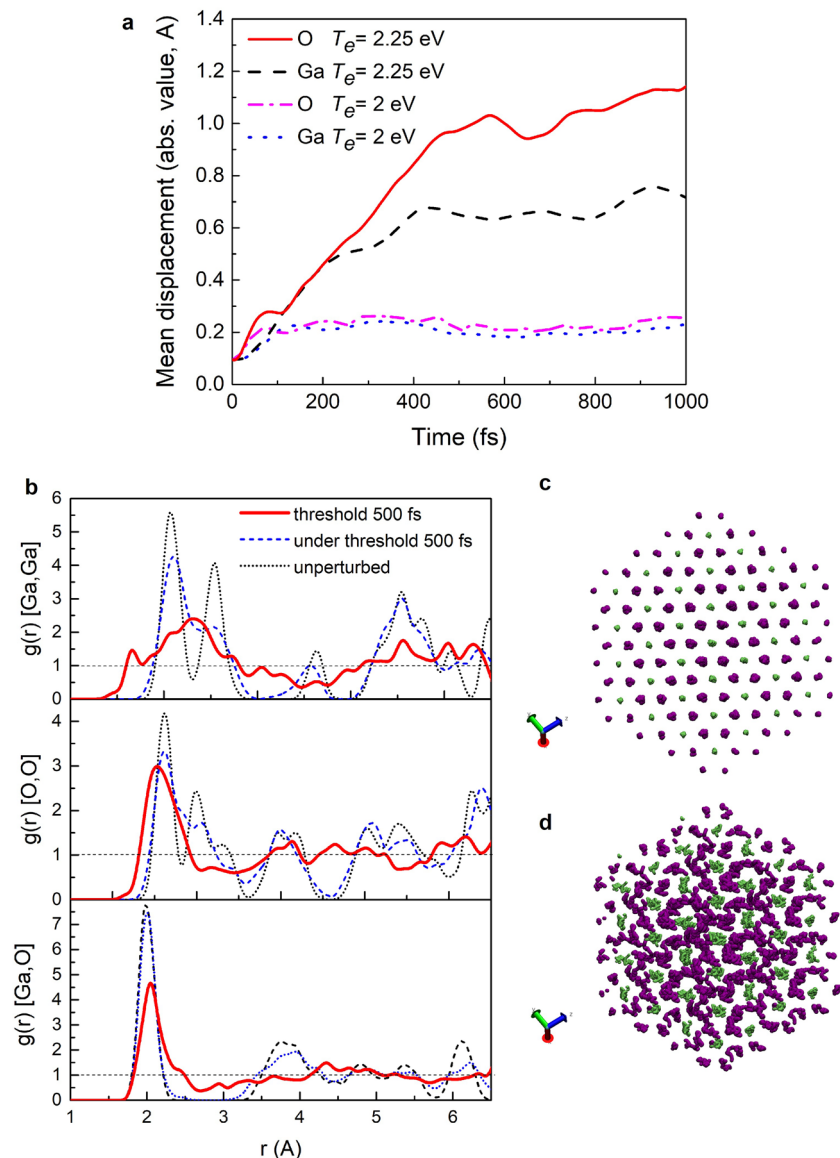 a
Mean displacement (abs. value, A)
1.4
1.2
1.0
0.8
0.6
0.4
0.2
0.0
O Te= 2.25 eV
Ga Te= 2.25 eV
O Te= 2 eV
Ga Te= 2 eV
0 200 400 600 800 1000
Time (fs)
b
g(r) [Ga,Ga]
6
5
4
3
2
1
0
threshold 500 fs
under threshold 500 fs
unperturbed
g(r) [O,O]
4
3
2
1
0
g(r) [Ga,O]
7
6
5
4
3
2
1
0
1 2 3 4 5 6
r (A)
c
z
d
z